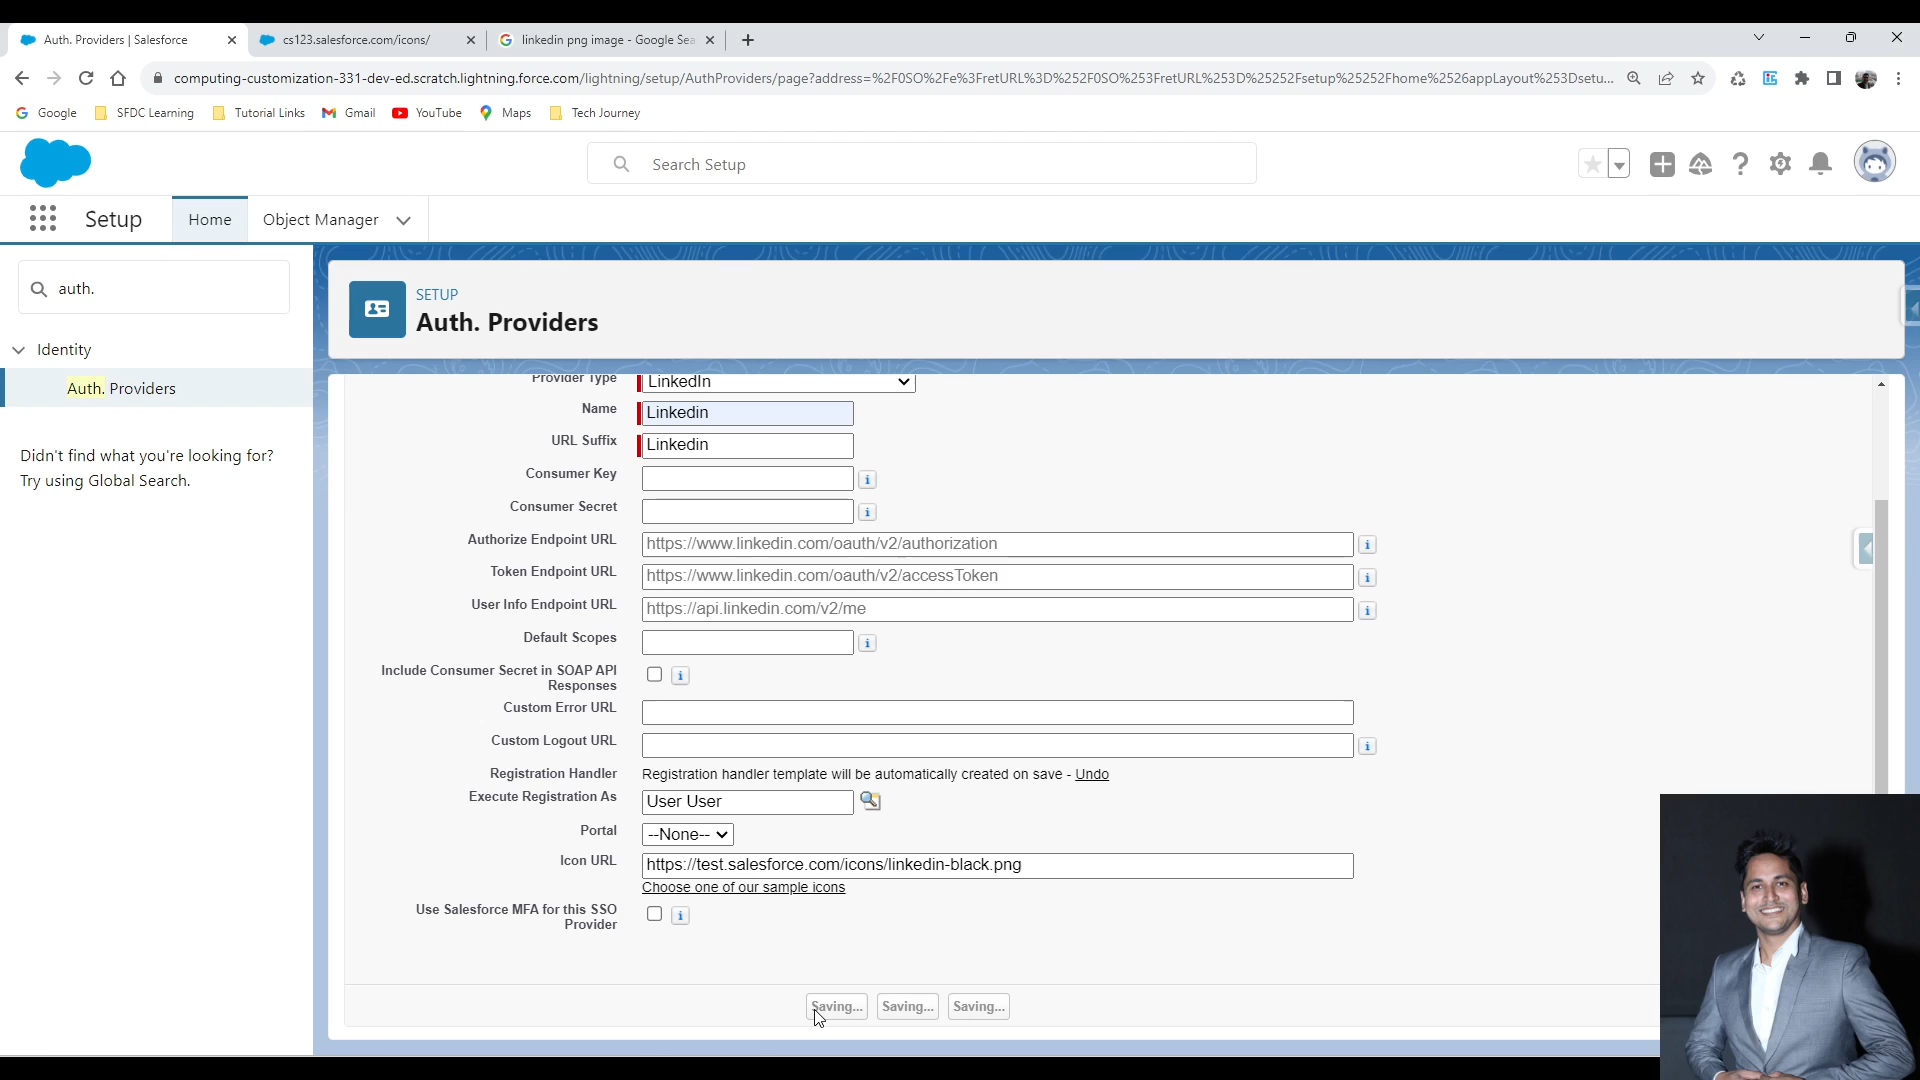 Auth. Providers | Salesforce
cs123.salesforce.com/icons/
linkedin png image - Google Sea
computing-customization-331-dev-ed.scratch.lightning.force.com/lightning/setup/AuthProviders/page?address=%2F0SO%2Fe%3FretURL%3D%252F0SO%253FretURL%253D%25252Fsetup%25252Fhome%2526appLayout%253Dsetu...
Google
SFDC Learning
Tutorial Links
Gmail
YouTube
Maps
Tech Journey
Search Setup
Setup
Home
Object Manager
auth.
Identity
Auth. Providers
Didn't find what you're looking for?
Try using Global Search.
SETUP
Auth. Providers
Provider Type
LinkedIn
Name
Linkedin
URL Suffix
Linkedin
Consumer Key
Consumer Secret
Authorize Endpoint URL
https://www.linkedin.com/oauth/v2/authorization
Token Endpoint URL
https://www.linkedin.com/oauth/v2/accessToken
User Info Endpoint URL
https://api.linkedin.com/v2/me
Default Scopes
Include Consumer Secret in SOAP API
Responses
Custom Error URL
Custom Logout URL
Registration Handler
Registration handler template will be automatically created on save - Undo
Execute Registration As
User User
Portal
--None--
Icon URL
https://test.salesforce.com/icons/linkedin-black.png
Choose one of our sample icons
Use Salesforce MFA for this SSO
Provider
Saving...
Saving...
Saving...